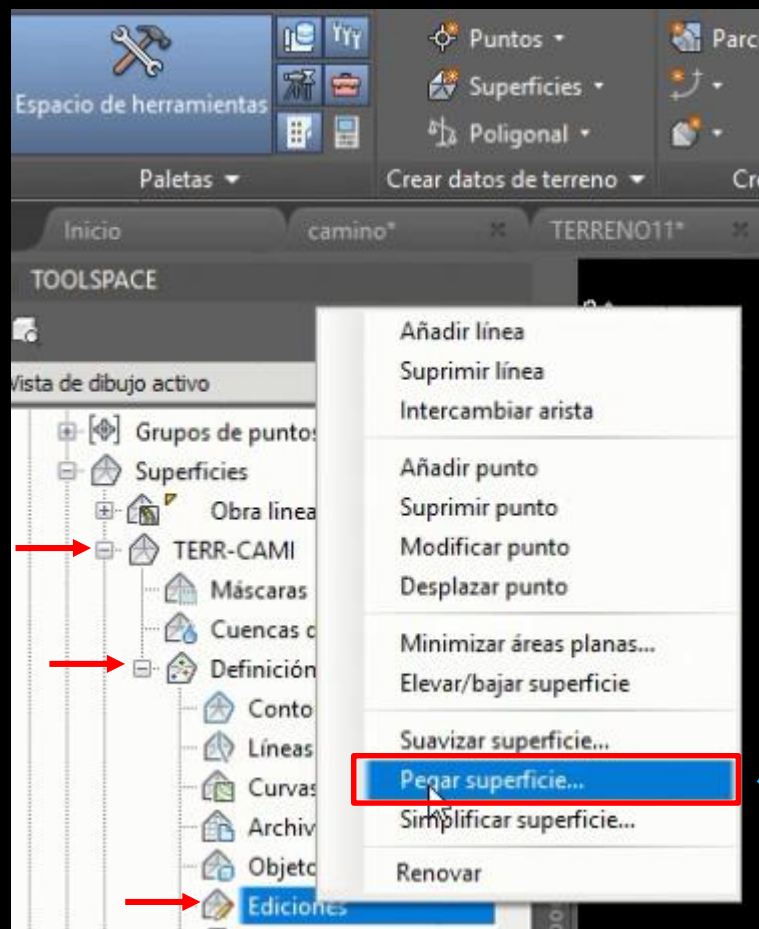 Espacio de herramientas
Puntos
Superficies
Poligonal
Parc
Paletas
Crear datos de terreno
Cre
Inicio
camino*
TERRENO11*
TOOLSPACE
Vista de dibujo activo
Grupos de puntos
Superficies
Obra linea
TERR-CAMI
Máscaras
Cuencas d
Definición
Conto
Líneas
Curvas
Archiv
Objeto
Ediciones
Añadir línea
Suprimir línea
Intercambiar arista
Añadir punto
Suprimir punto
Modificar punto
Desplazar punto
Minimizar áreas planas...
Elevar/bajar superficie
Suavizar superficie...
Pegar superficie...
Simplificar superficie...
Renovar